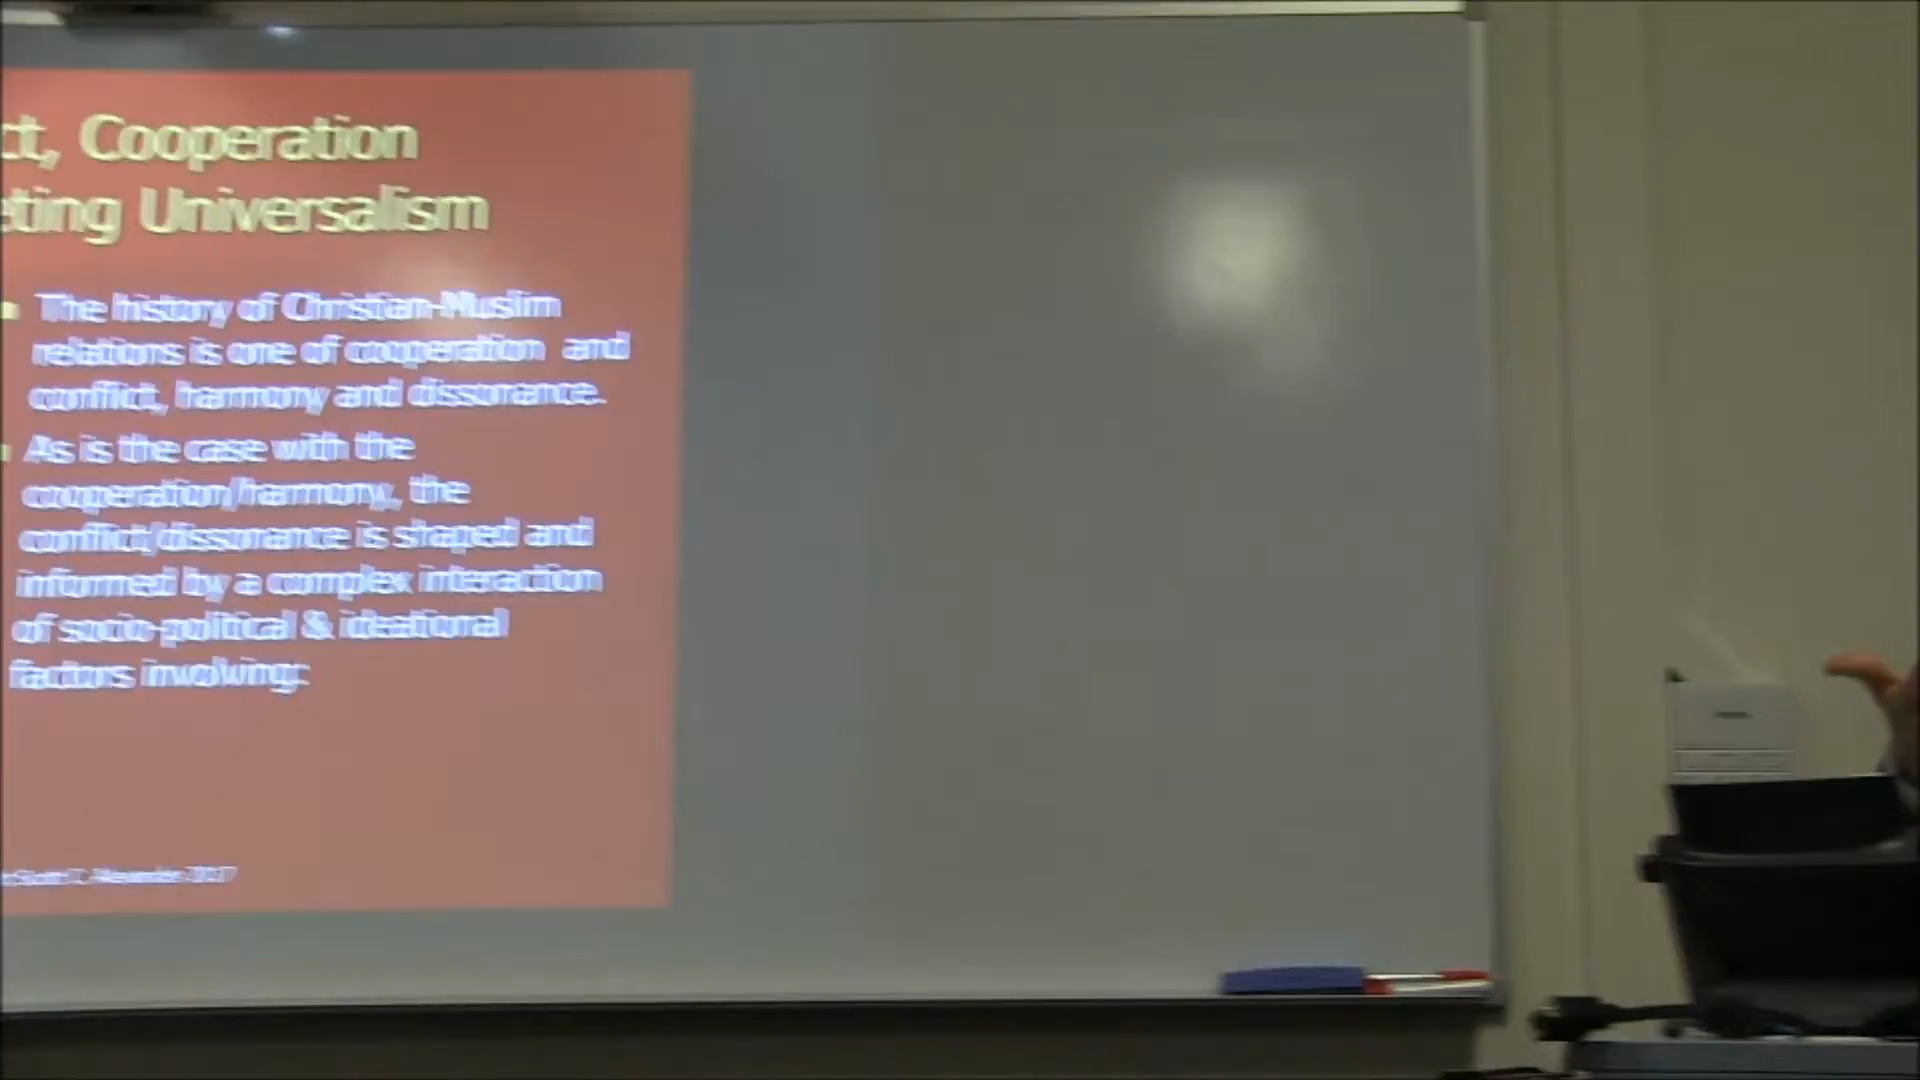 ct, Cooperation
eting Universalism
The history of Christian-Muslim
relations is one of cooperation and
conflict, harmony and dissonance.
As is the case with the
cooperation/harmony, the
conflict/dissonance is shaped and
informed by a complex interaction
of socio-political & ideational
factors involving: